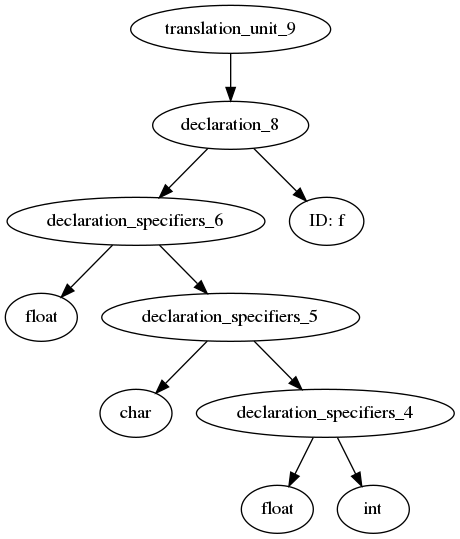 translation_unit_9
declaration_8
declaration_specifiers_6
ID: f
float
declaration_specifiers_5
char
declaration_specifiers_4
float
int